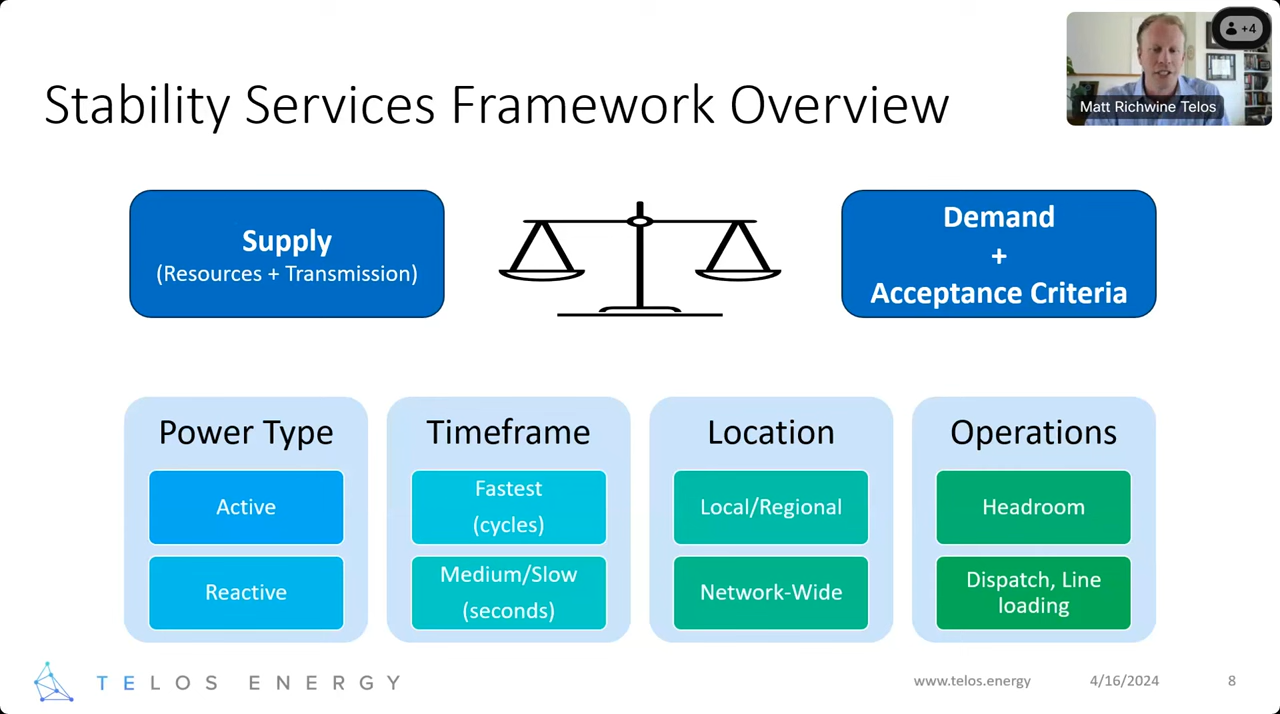 +4
Matt Richwine Telos
Stability Services Framework Overview
Supply
(Resources + Transmission)
Demand
+
Acceptance Criteria
Power Type
Active
Reactive
Timeframe
Fastest
(cycles)
Medium/Slow
(seconds)
Location
Local/Regional
Network-Wide
Operations
Headroom
Dispatch, Line
loading
TELOS ENERGY
www.telos.energy
4/16/2024
8